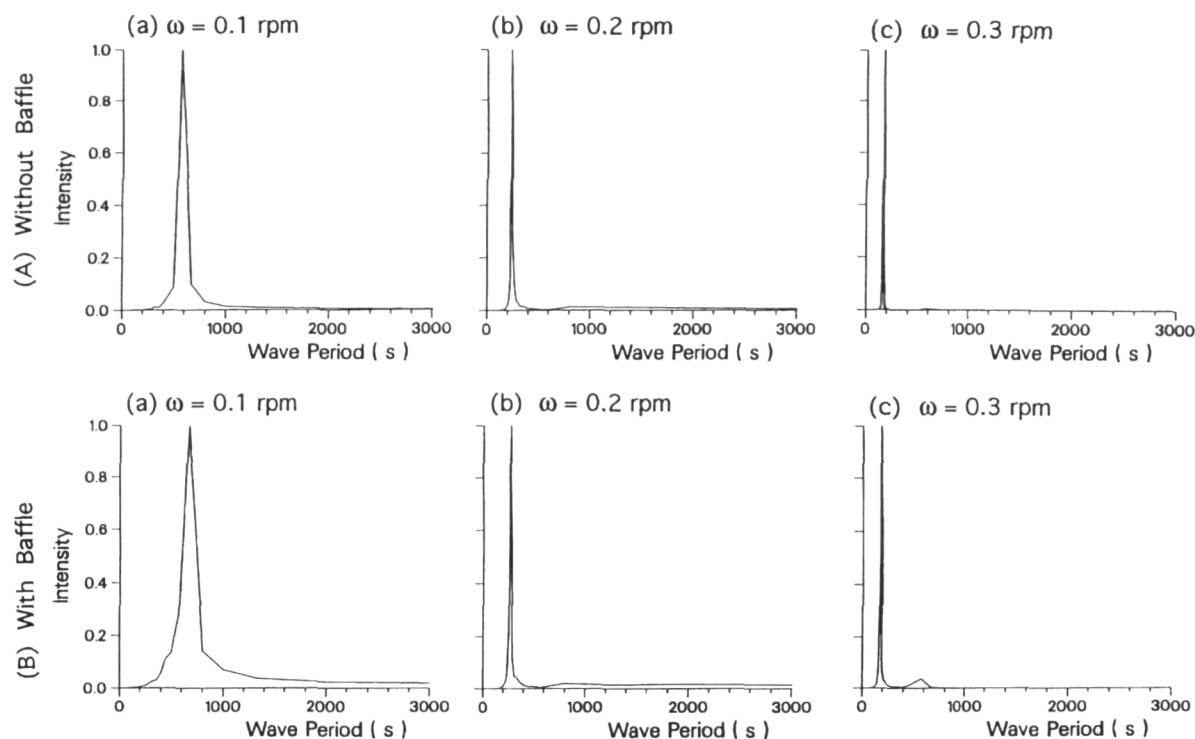 (a) ω = 0.1 rpm
(b) ω = 0.2 rpm
(c) ω = 0.3 rpm
(A) Without Baffle
Intensity
1.0
0.8
0.6
0.4
0.2
0.0
0 1000 2000 3000
0 1000 2000 3000
0 1000 2000 3000
Wave Period ( s )
Wave Period ( s )
Wave Period ( s )
(a) ω = 0.1 rpm
(b) ω = 0.2 rpm
(c) ω = 0.3 rpm
(B) With Baffle
Intensity
1.0
0.8
0.6
0.4
0.2
0.0
0 1000 2000 3000
0 1000 2000 3000
0 1000 2000 3000
Wave Period ( s )
Wave Period ( s )
Wave Period ( s )